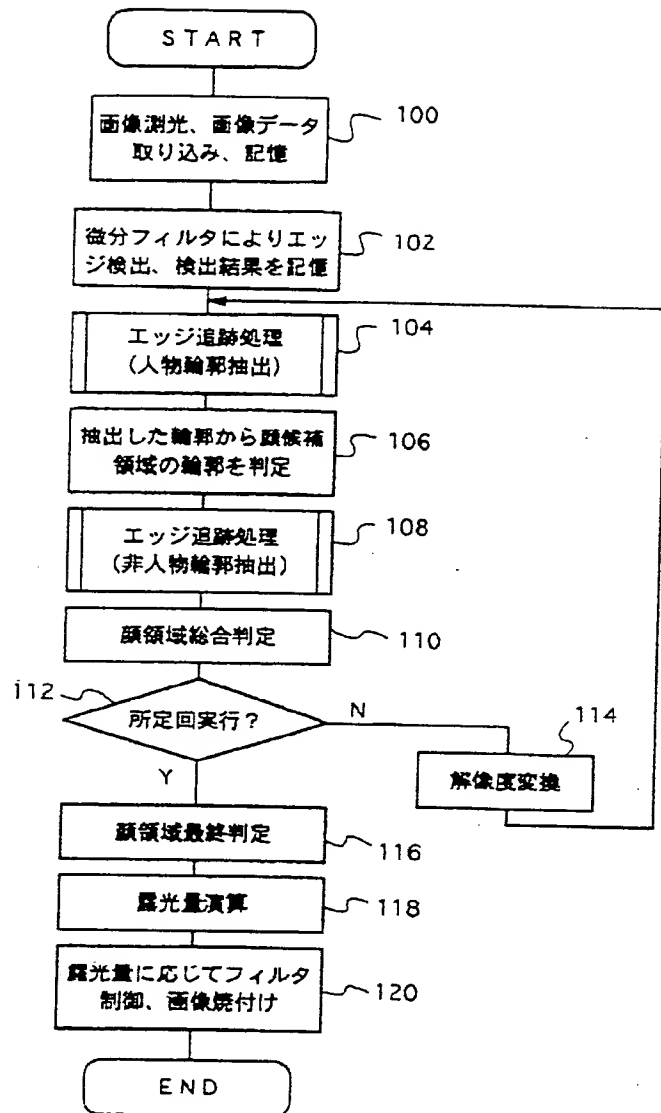 START
画像測光、画像データ
取り込み、記憶
100
微分フィルタによりエッ
ジ検出、検出結果を記憶
102
エッジ追跡処理
(人物輪郭抽出)
104
抽出した輪郭から顔候補
領域の輪郭を判定
106
エッジ追跡処理
(非人物輪郭抽出)
108
顔領域総合判定
110
112
所定回実行?
N
Y
114
解像度変換
顔領域最終判定
116
露光量演算
118
露光量に応じてフィルタ
制御、画像焼付け
120
END